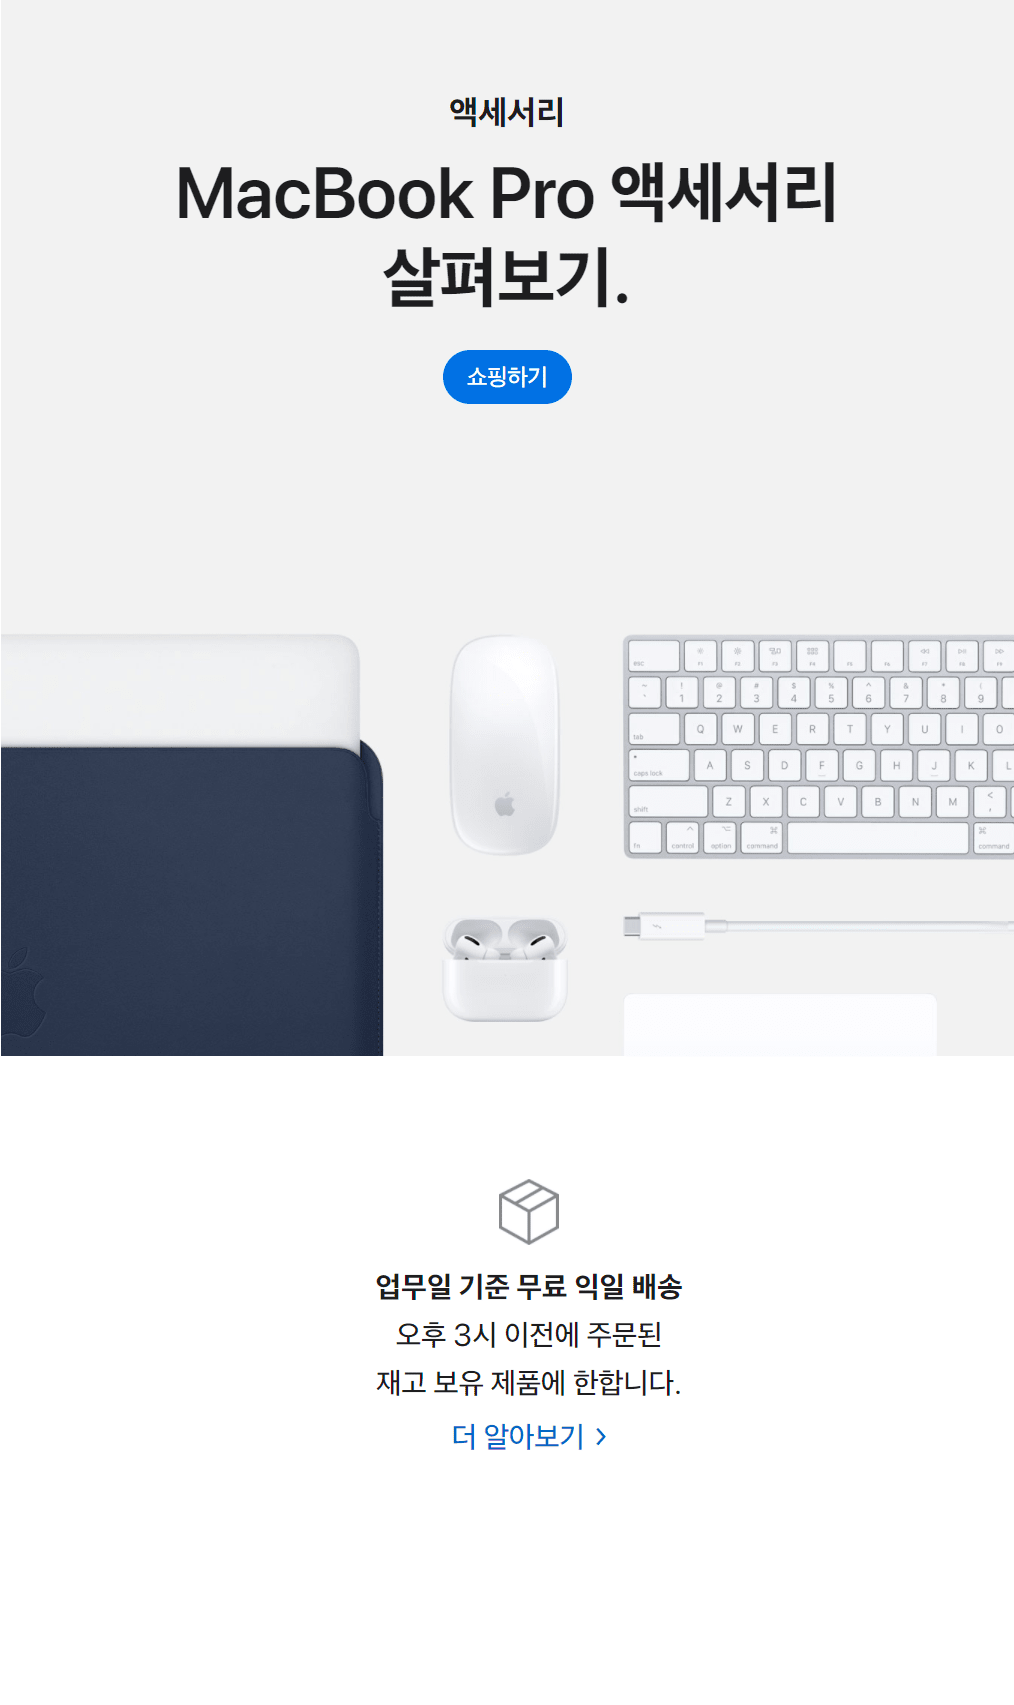 액세서리
MacBook Pro 액세서리
살펴보기.
쇼핑하기
esc F1 F2 F3 F4 F5 F6 F7 F8 F9
~ ! @ # $ % ^ & * (
` 1 2 3 4 5 6 7 8 9
tab Q W E R T Y U I O
caps lock A S D F G H J K L
shift Z X C V B N M < ,
fn control option command command
업무일 기준 무료 익일 배송
오후 3시 이전에 주문된
재고 보유 제품에 한합니다.
더 알아보기 >